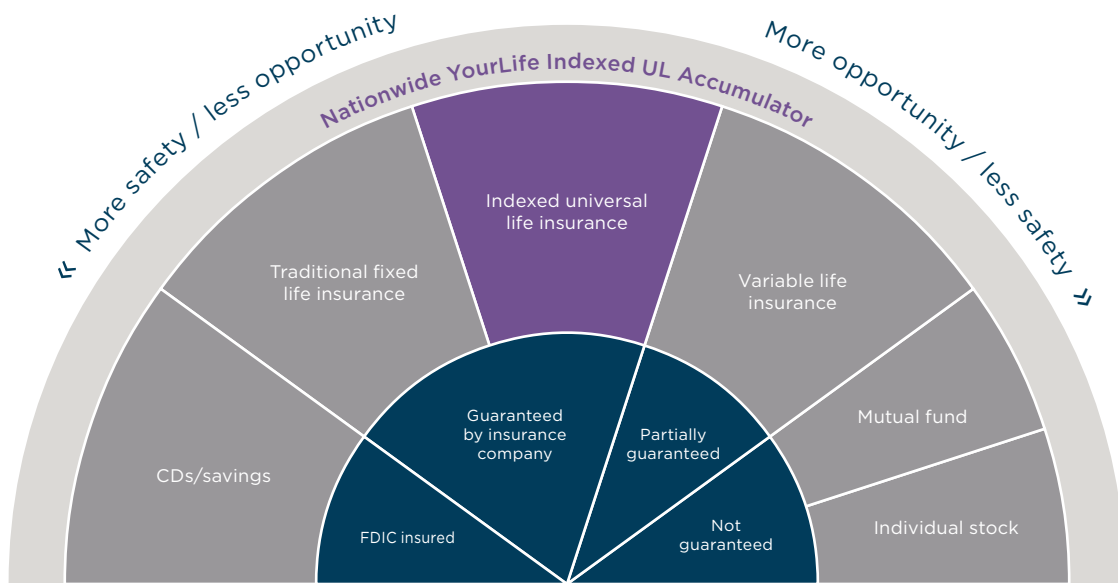 « More safety / less opportunity
More opportunity / less safety »
Nationwide YourLife Indexed UL Accumulator
Indexed universal
life insurance
Traditional fixed
life insurance
Variable life
insurance
CDs/savings
Mutual fund
Individual stock
Guaranteed
by insurance
company
Partially
guaranteed
FDIC insured
Not
guaranteed